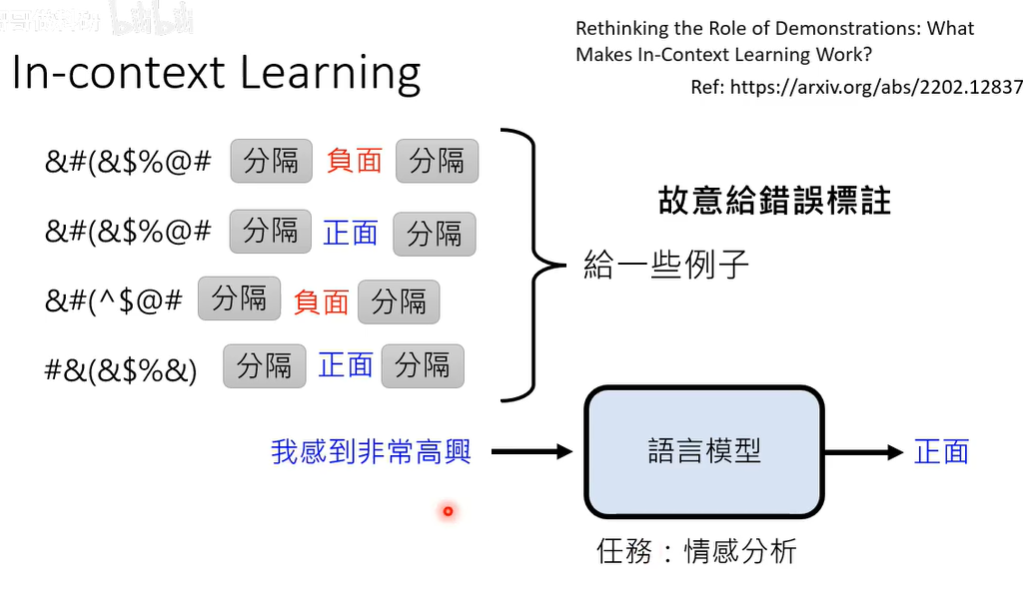 Rethinking the Role of Demonstrations: What
Makes In-Context Learning Work?
Ref: https://arxiv.org/abs/2202.12837
In-context Learning
&#(&$%@# 分隔 負面 分隔
&#(&$%@# 分隔 正面 分隔
&#(^$@# 分隔 負面 分隔
#&(&$%&) 分隔 正面 分隔
故意給錯誤標註
給一些例子
我感到非常高興
語言模型
正面
任務：情感分析